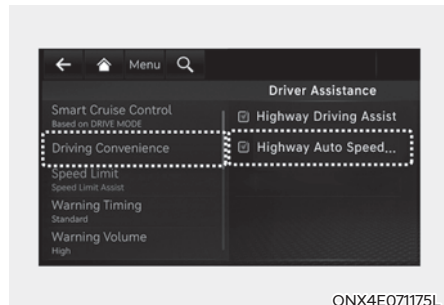 Menu
Driver Assistance
Smart Cruise Control
Based on DRIVE MODE
Driving Convenience
Speed Limit
Speed Limit Assist
Warning Timing
Standard
Warning Volume
High
Highway Driving Assist
Highway Auto Speed...
ONX4E071175L